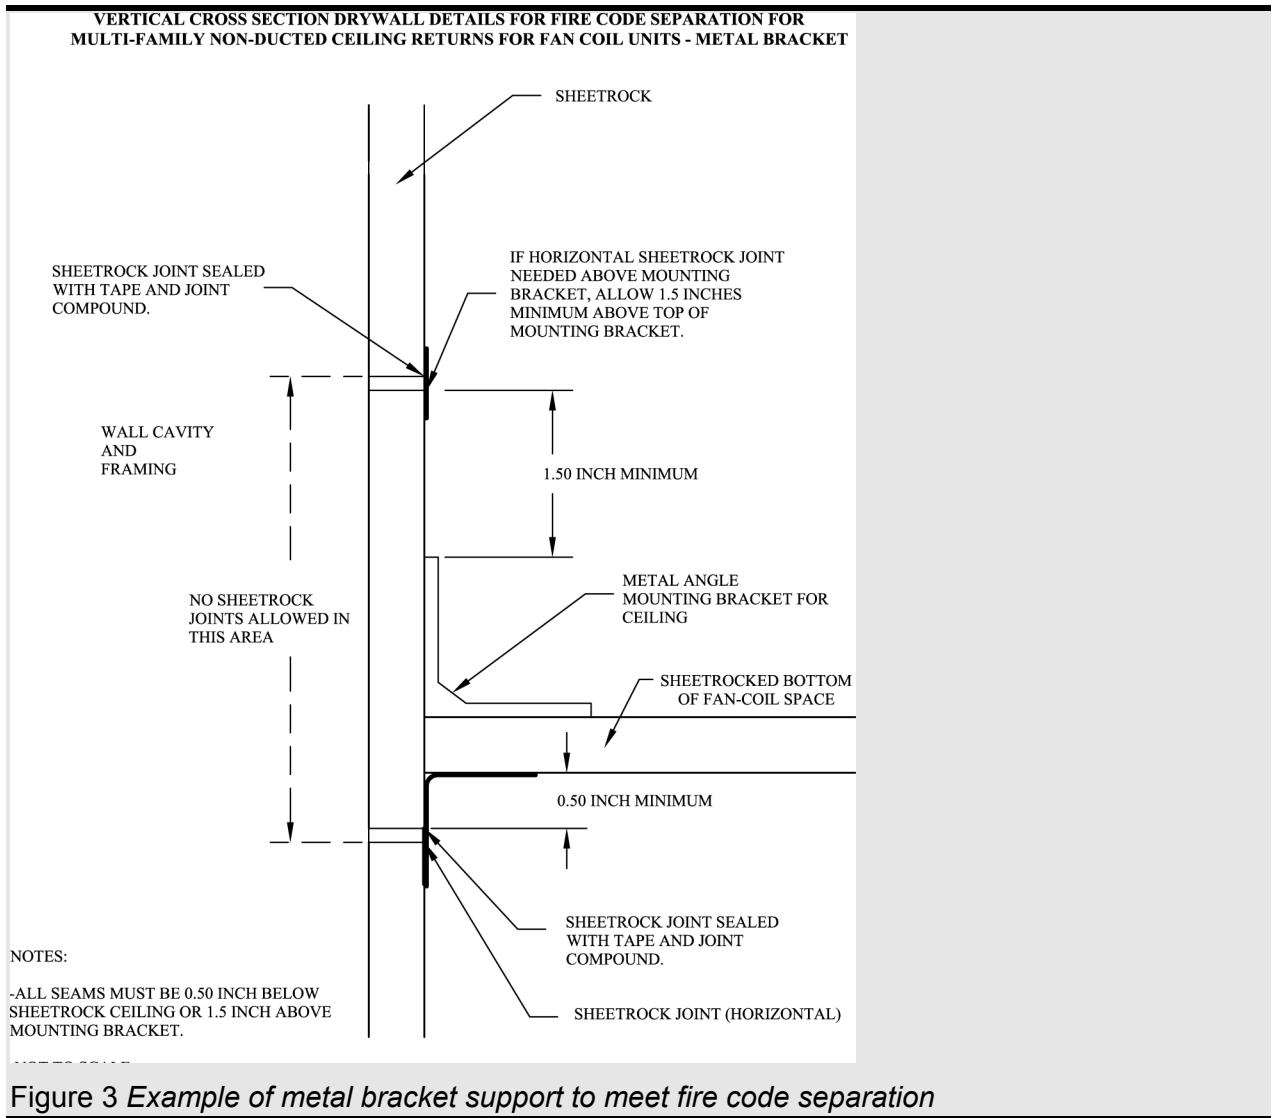 VERTICAL CROSS SECTION DRYWALL DETAILS FOR FIRE CODE SEPARATION FOR
MULTI-FAMILY NON-DUCTED CEILING RETURNS FOR FAN COIL UNITS - METAL BRACKET
SHEETROCK
IF HORIZONTAL SHEETROCK JOINT
NEEDED ABOVE MOUNTING
BRACKET, ALLOW 1.5 INCHES
MINIMUM ABOVE TOP OF
MOUNTING BRACKET.
SHEETROCK JOINT SEALED
WITH TAPE AND JOINT
COMPOUND.
WALL CAVITY
AND
FRAMING
1.50 INCH MINIMUM
METAL ANGLE
MOUNTING BRACKET FOR
CEILING
NO SHEETROCK
JOINTS ALLOWED IN
THIS AREA
SHEETROCKED BOTTOM
OF FAN-COIL SPACE
0.50 INCH MINIMUM
SHEETROCK JOINT SEALED
WITH TAPE AND JOINT
COMPOUND.
SHEETROCK JOINT (HORIZONTAL)
NOTES:
-ALL SEAMS MUST BE 0.50 INCH BELOW
SHEETROCK CEILING OR 1.5 INCH ABOVE
MOUNTING BRACKET.
Figure 3 Example of metal bracket support to meet fire code separation